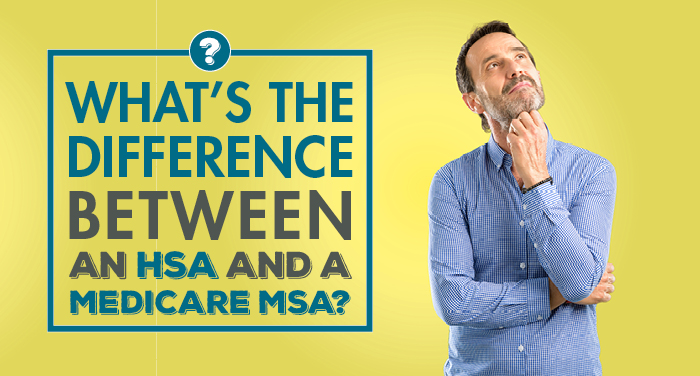 ?
WHAT'S THE
DIFFERENCE
BETWEEN
AN HSA AND A
MEDICARE MSA?